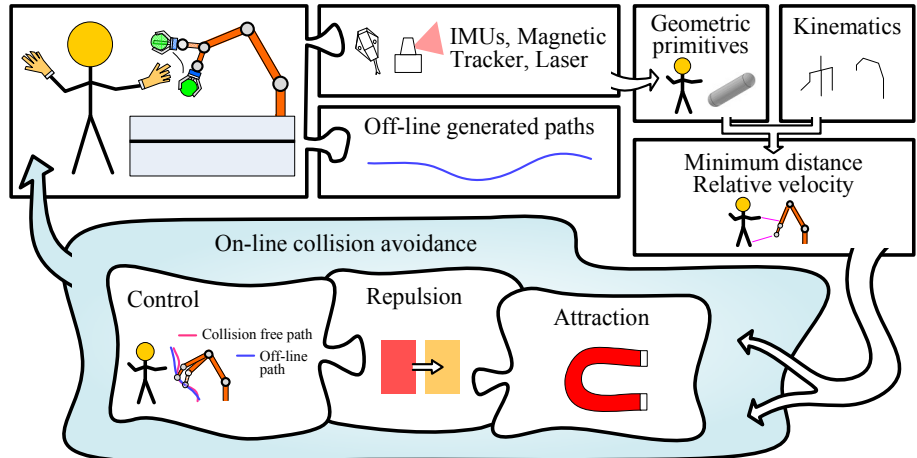 IMUs, Magnetic
Tracker, Laser
Geometric
primitives
Kinematics
Off-line generated paths
Minimum distance
Relative velocity
On-line collision avoidance
Control
Collision free path
Off-line
path
Repulsion
Attraction